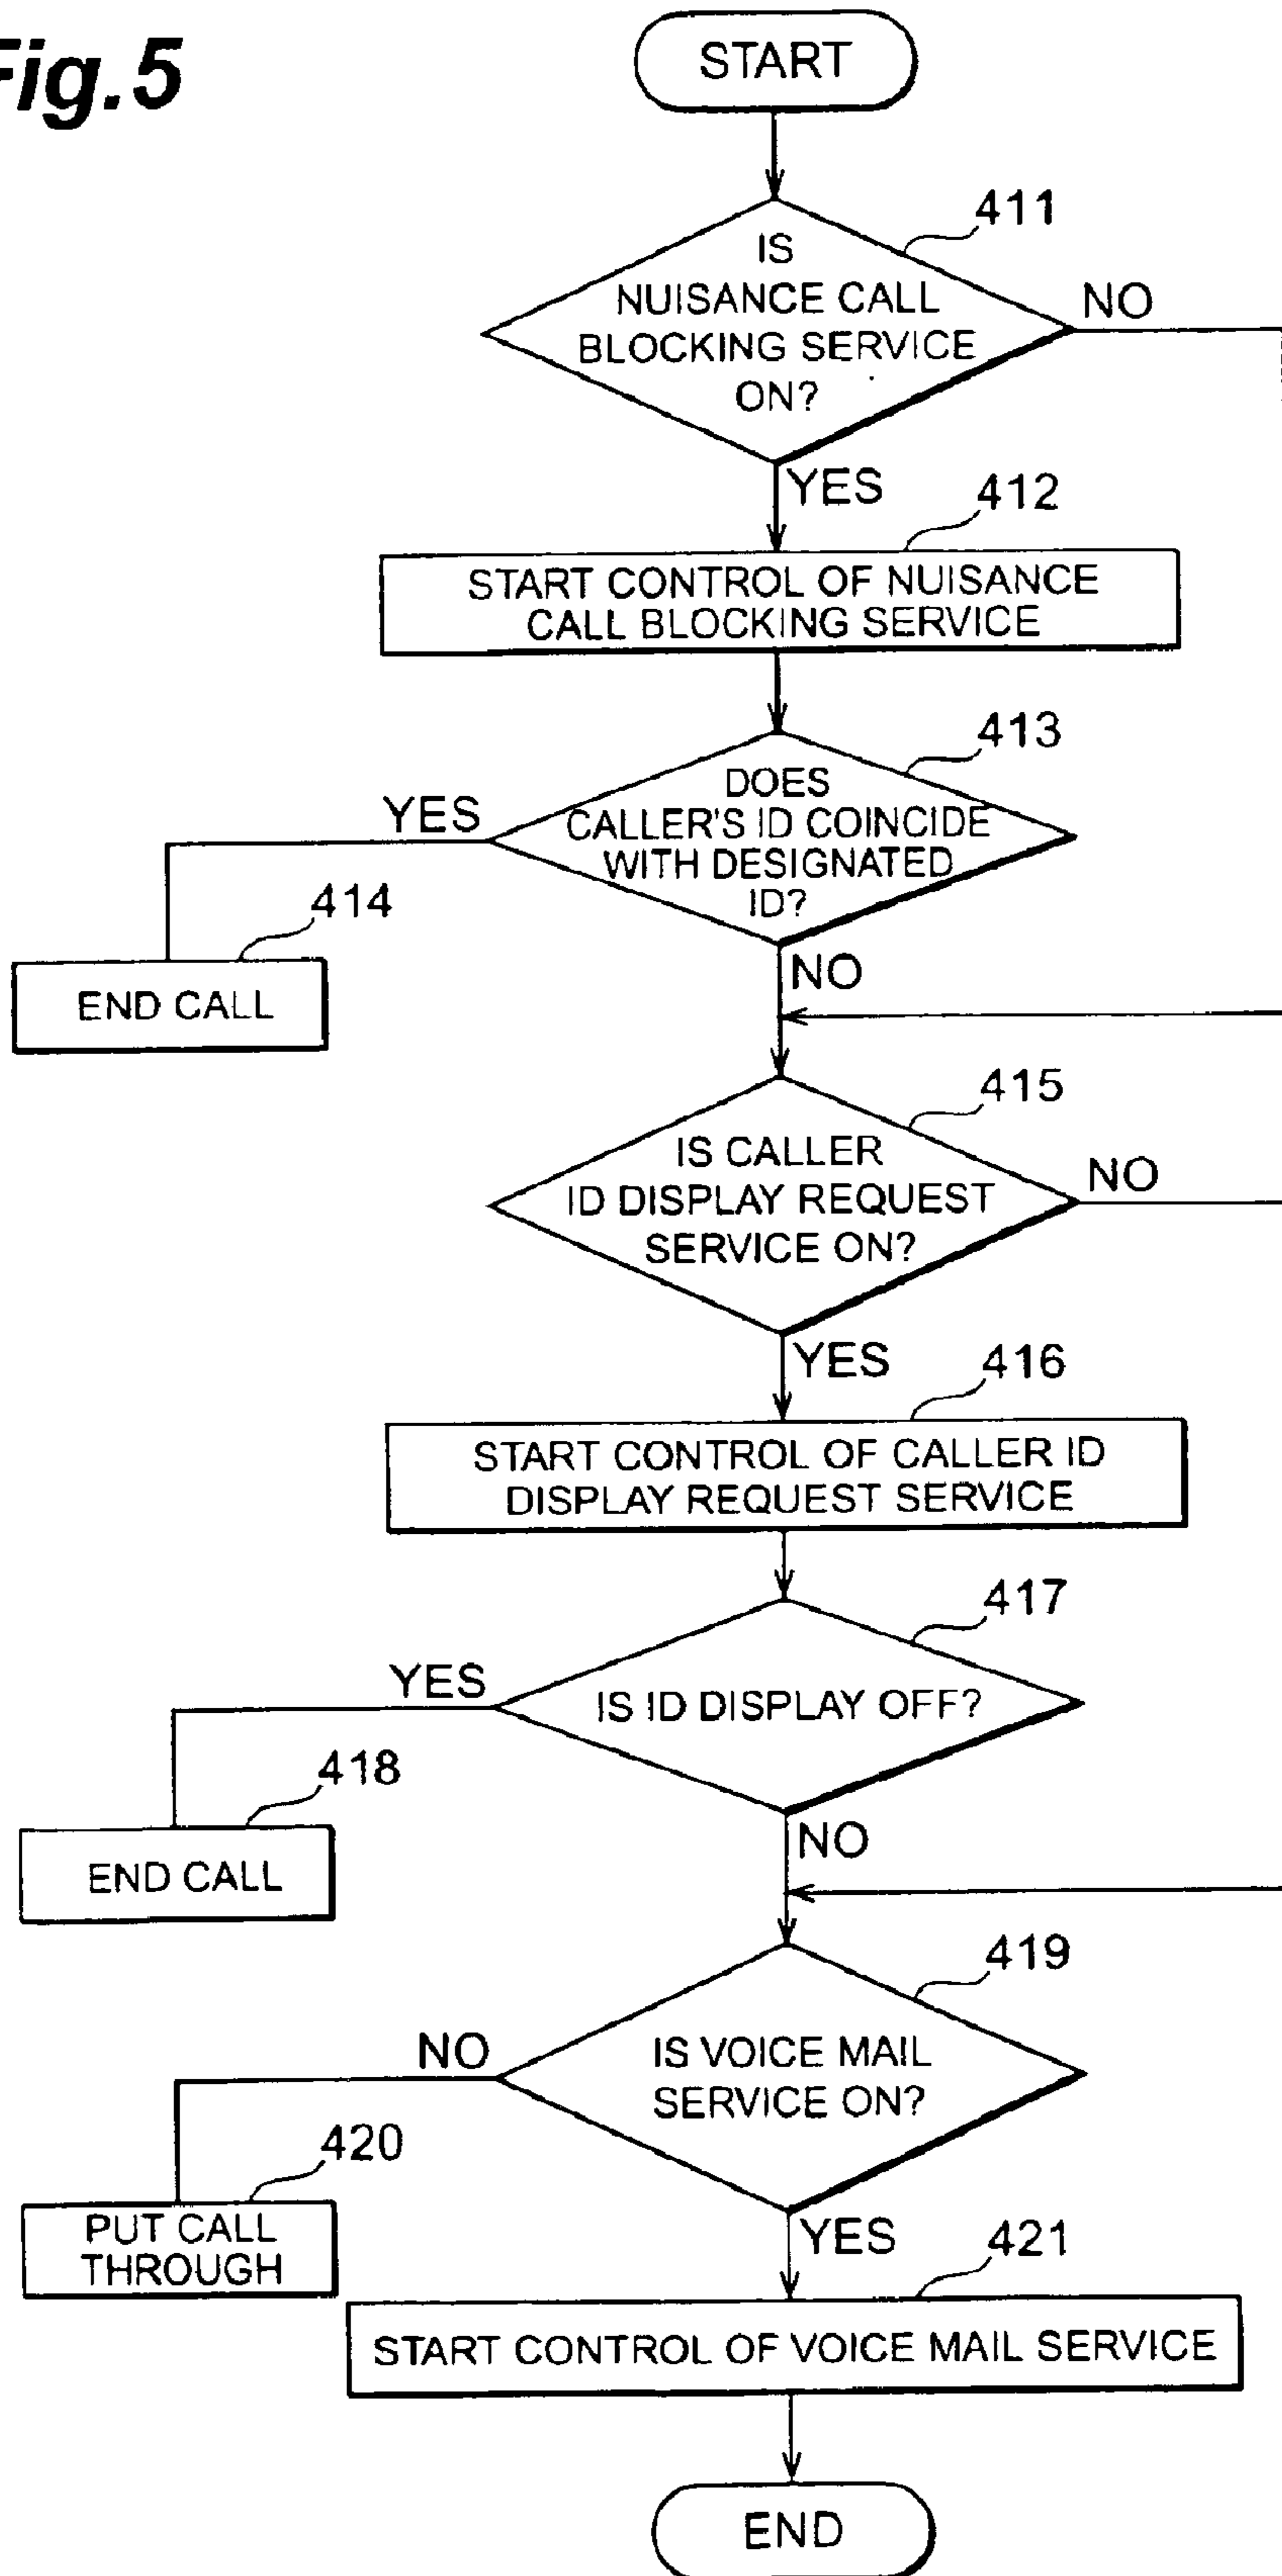 Fig.5
START
411
IS
NUISANCE CALL
BLOCKING SERVICE
ON?
NO
YES
412
START CONTROL OF NUISANCE
CALL BLOCKING SERVICE
413
DOES
CALLER'S ID COINCIDE
WITH DESIGNATED
ID?
YES
414
END CALL
NO
415
IS CALLER
ID DISPLAY REQUEST
SERVICE ON?
NO
YES
416
START CONTROL OF CALLER ID
DISPLAY REQUEST SERVICE
417
IS ID DISPLAY OFF?
YES
418
END CALL
NO
419
IS VOICE MAIL
SERVICE ON?
NO
420
PUT CALL
THROUGH
YES
421
START CONTROL OF VOICE MAIL SERVICE
END